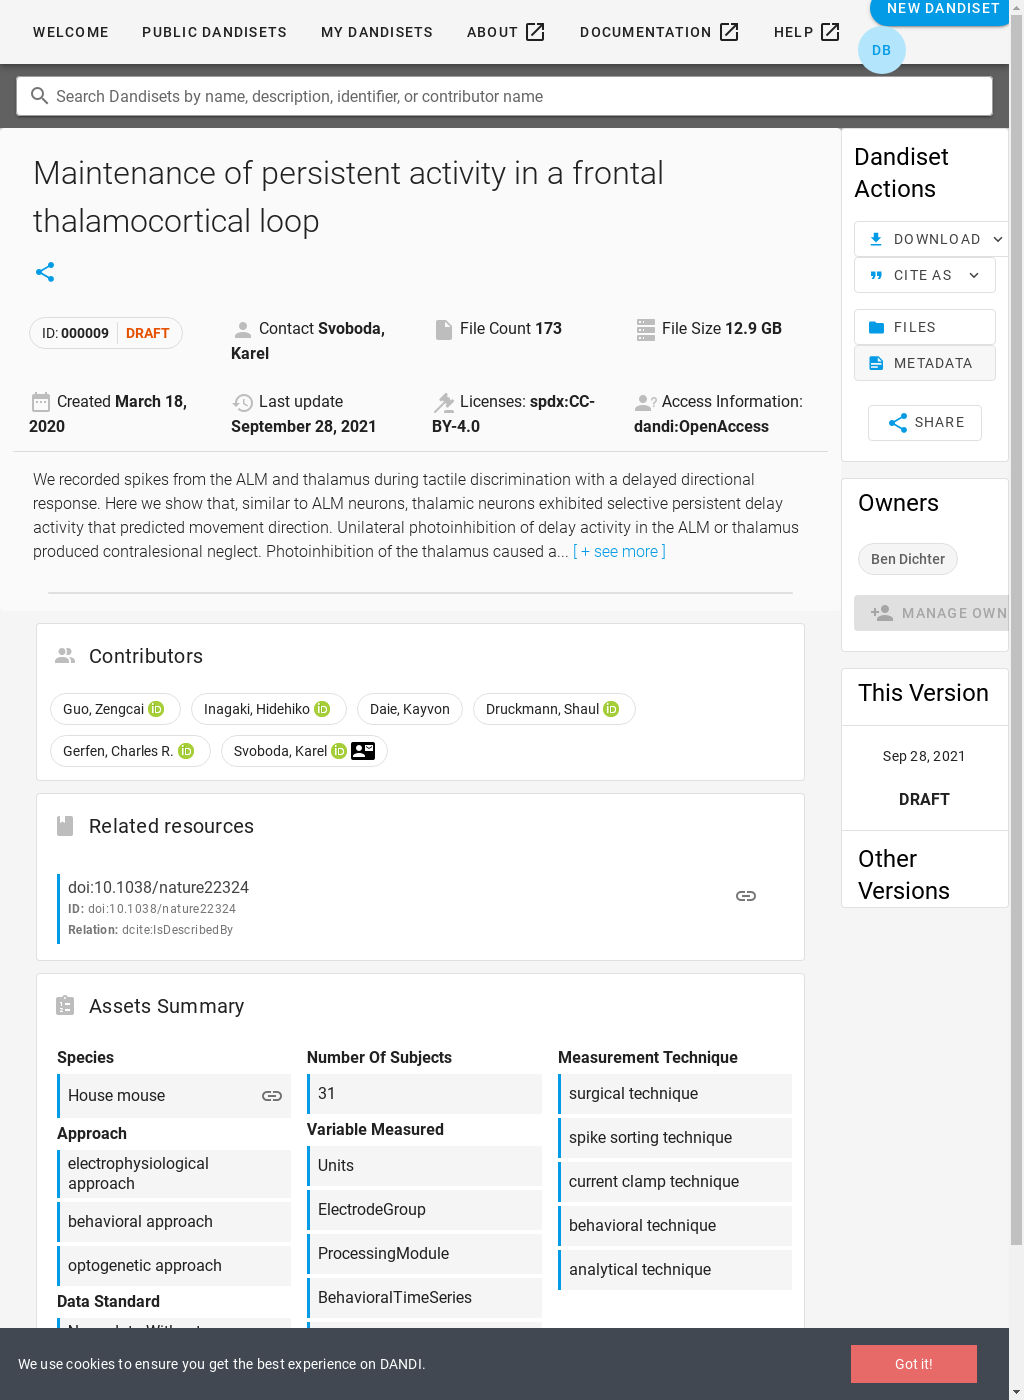 WELCOME PUBLIC DANDISETS MY DANDISETS ABOUT DOCUMENTATION HELP
NEW DANDISET
DB
Search Dandisets by name, description, identifier, or contributor name
Maintenance of persistent activity in a frontal
thalamocortical loop
ID: 000009 DRAFT
Contact Svoboda,
Karel
File Count 173
File Size 12.9 GB
Created March 18,
2020
Last update
September 28, 2021
Licenses: spdx:CC-
BY-4.0
Access Information:
dandi:OpenAccess
We recorded spikes from the ALM and thalamus during tactile discrimination with a delayed directional
response. Here we show that, similar to ALM neurons, thalamic neurons exhibited selective persistent delay
activity that predicted movement direction. Unilateral photoinhibition of delay activity in the ALM or thalamus
produced contralesional neglect. Photoinhibition of the thalamus caused a... [ + see more ]
Contributors
Guo, Zengcai iD Inagaki, Hidehiko iD Daie, Kayvon Druckmann, Shaul iD
Gerfen, Charles R. iD Svoboda, Karel iD
Related resources
doi:10.1038/nature22324
ID: doi:10.1038/nature22324
Relation: dcite:IsDescribedBy
Assets Summary
Species
House mouse
Approach
electrophysiological
approach
behavioral approach
optogenetic approach
Data Standard
Number Of Subjects
31
Variable Measured
Units
ElectrodeGroup
ProcessingModule
BehavioralTimeSeries
Measurement Technique
surgical technique
spike sorting technique
current clamp technique
behavioral technique
analytical technique
Dandiset
Actions
DOWNLOAD
CITE AS
FILES
METADATA
SHARE
Owners
Ben Dichter
MANAGE OWN
This Version
Sep 28, 2021
DRAFT
Other
Versions
We use cookies to ensure you get the best experience on DANDI.
Got it!